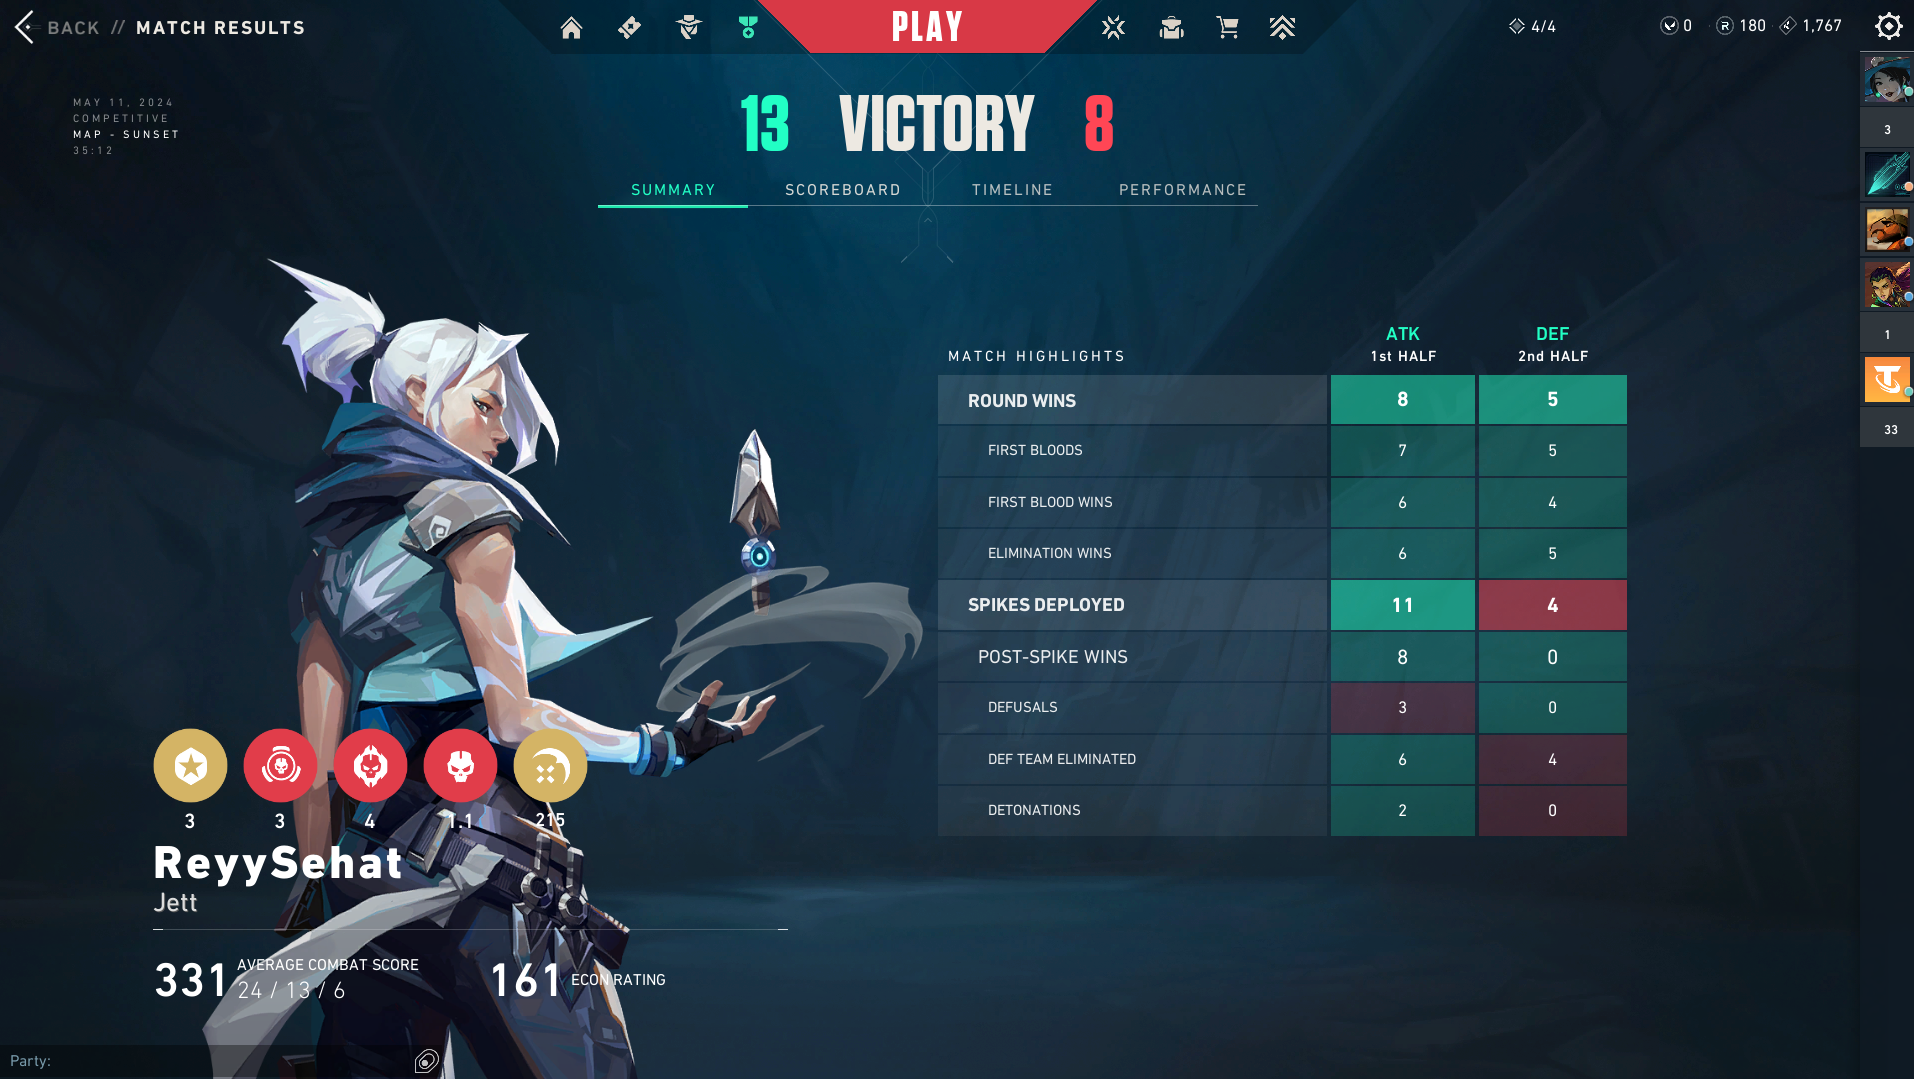 BACK // MATCH RESULTS
PLAY
4/4
0
180
1,767
MAY 11, 2024
COMPETITIVE
MAP - SUNSET
35:12
13 VICTORY 8
SUMMARY
SCOREBOARD
TIMELINE
PERFORMANCE
3
1
33
MATCH HIGHLIGHTS
ATK
1st HALF
DEF
2nd HALF
ROUND WINS 8 5
FIRST BLOODS 7 5
FIRST BLOOD WINS 6 4
ELIMINATION WINS 6 5
SPIKES DEPLOYED 11 4
POST-SPIKE WINS 8 0
DEFUSALS 3 0
DEF TEAM ELIMINATED 6 4
DETONATIONS 2 0
3 3 4 1.1 215
ReyySehat
Jett
331 AVERAGE COMBAT SCORE
24 / 13 / 6
161 ECON RATING
Party: